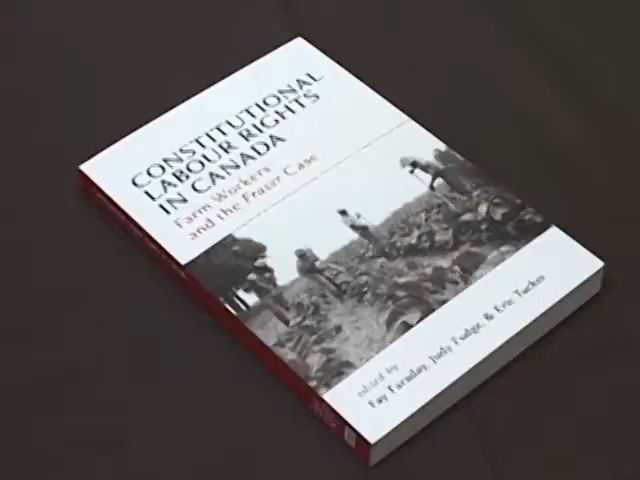 CONSTITUTIONAL
LABOUR RIGHTS
IN CANADA
Farm Workers
and the Fraser Case
edited by
Fay Faraday, Judy Fudge, & Eric Tucker